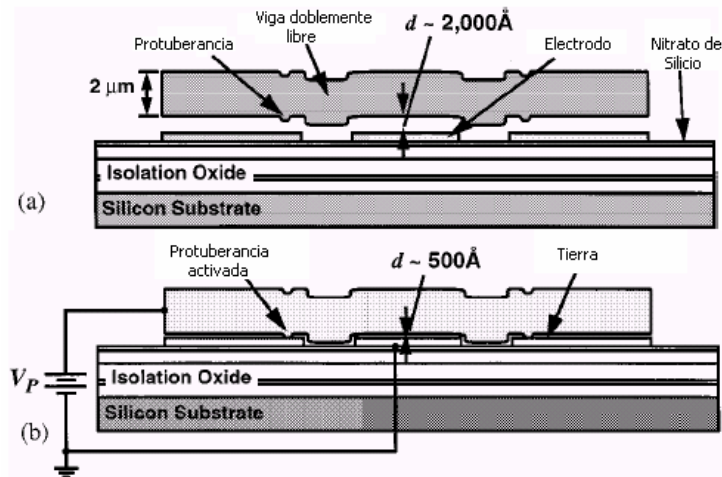 Protuberancia
Viga doblemente
libre
d ~ 2,000Å
Electrodo
Nitrato de
Silicio
2 μm
Isolation Oxide
Silicon Substrate
(a)
Protuberancia
activada
d ~ 500Å
Tierra
V_P
Isolation Oxide
Silicon Substrate
(b)